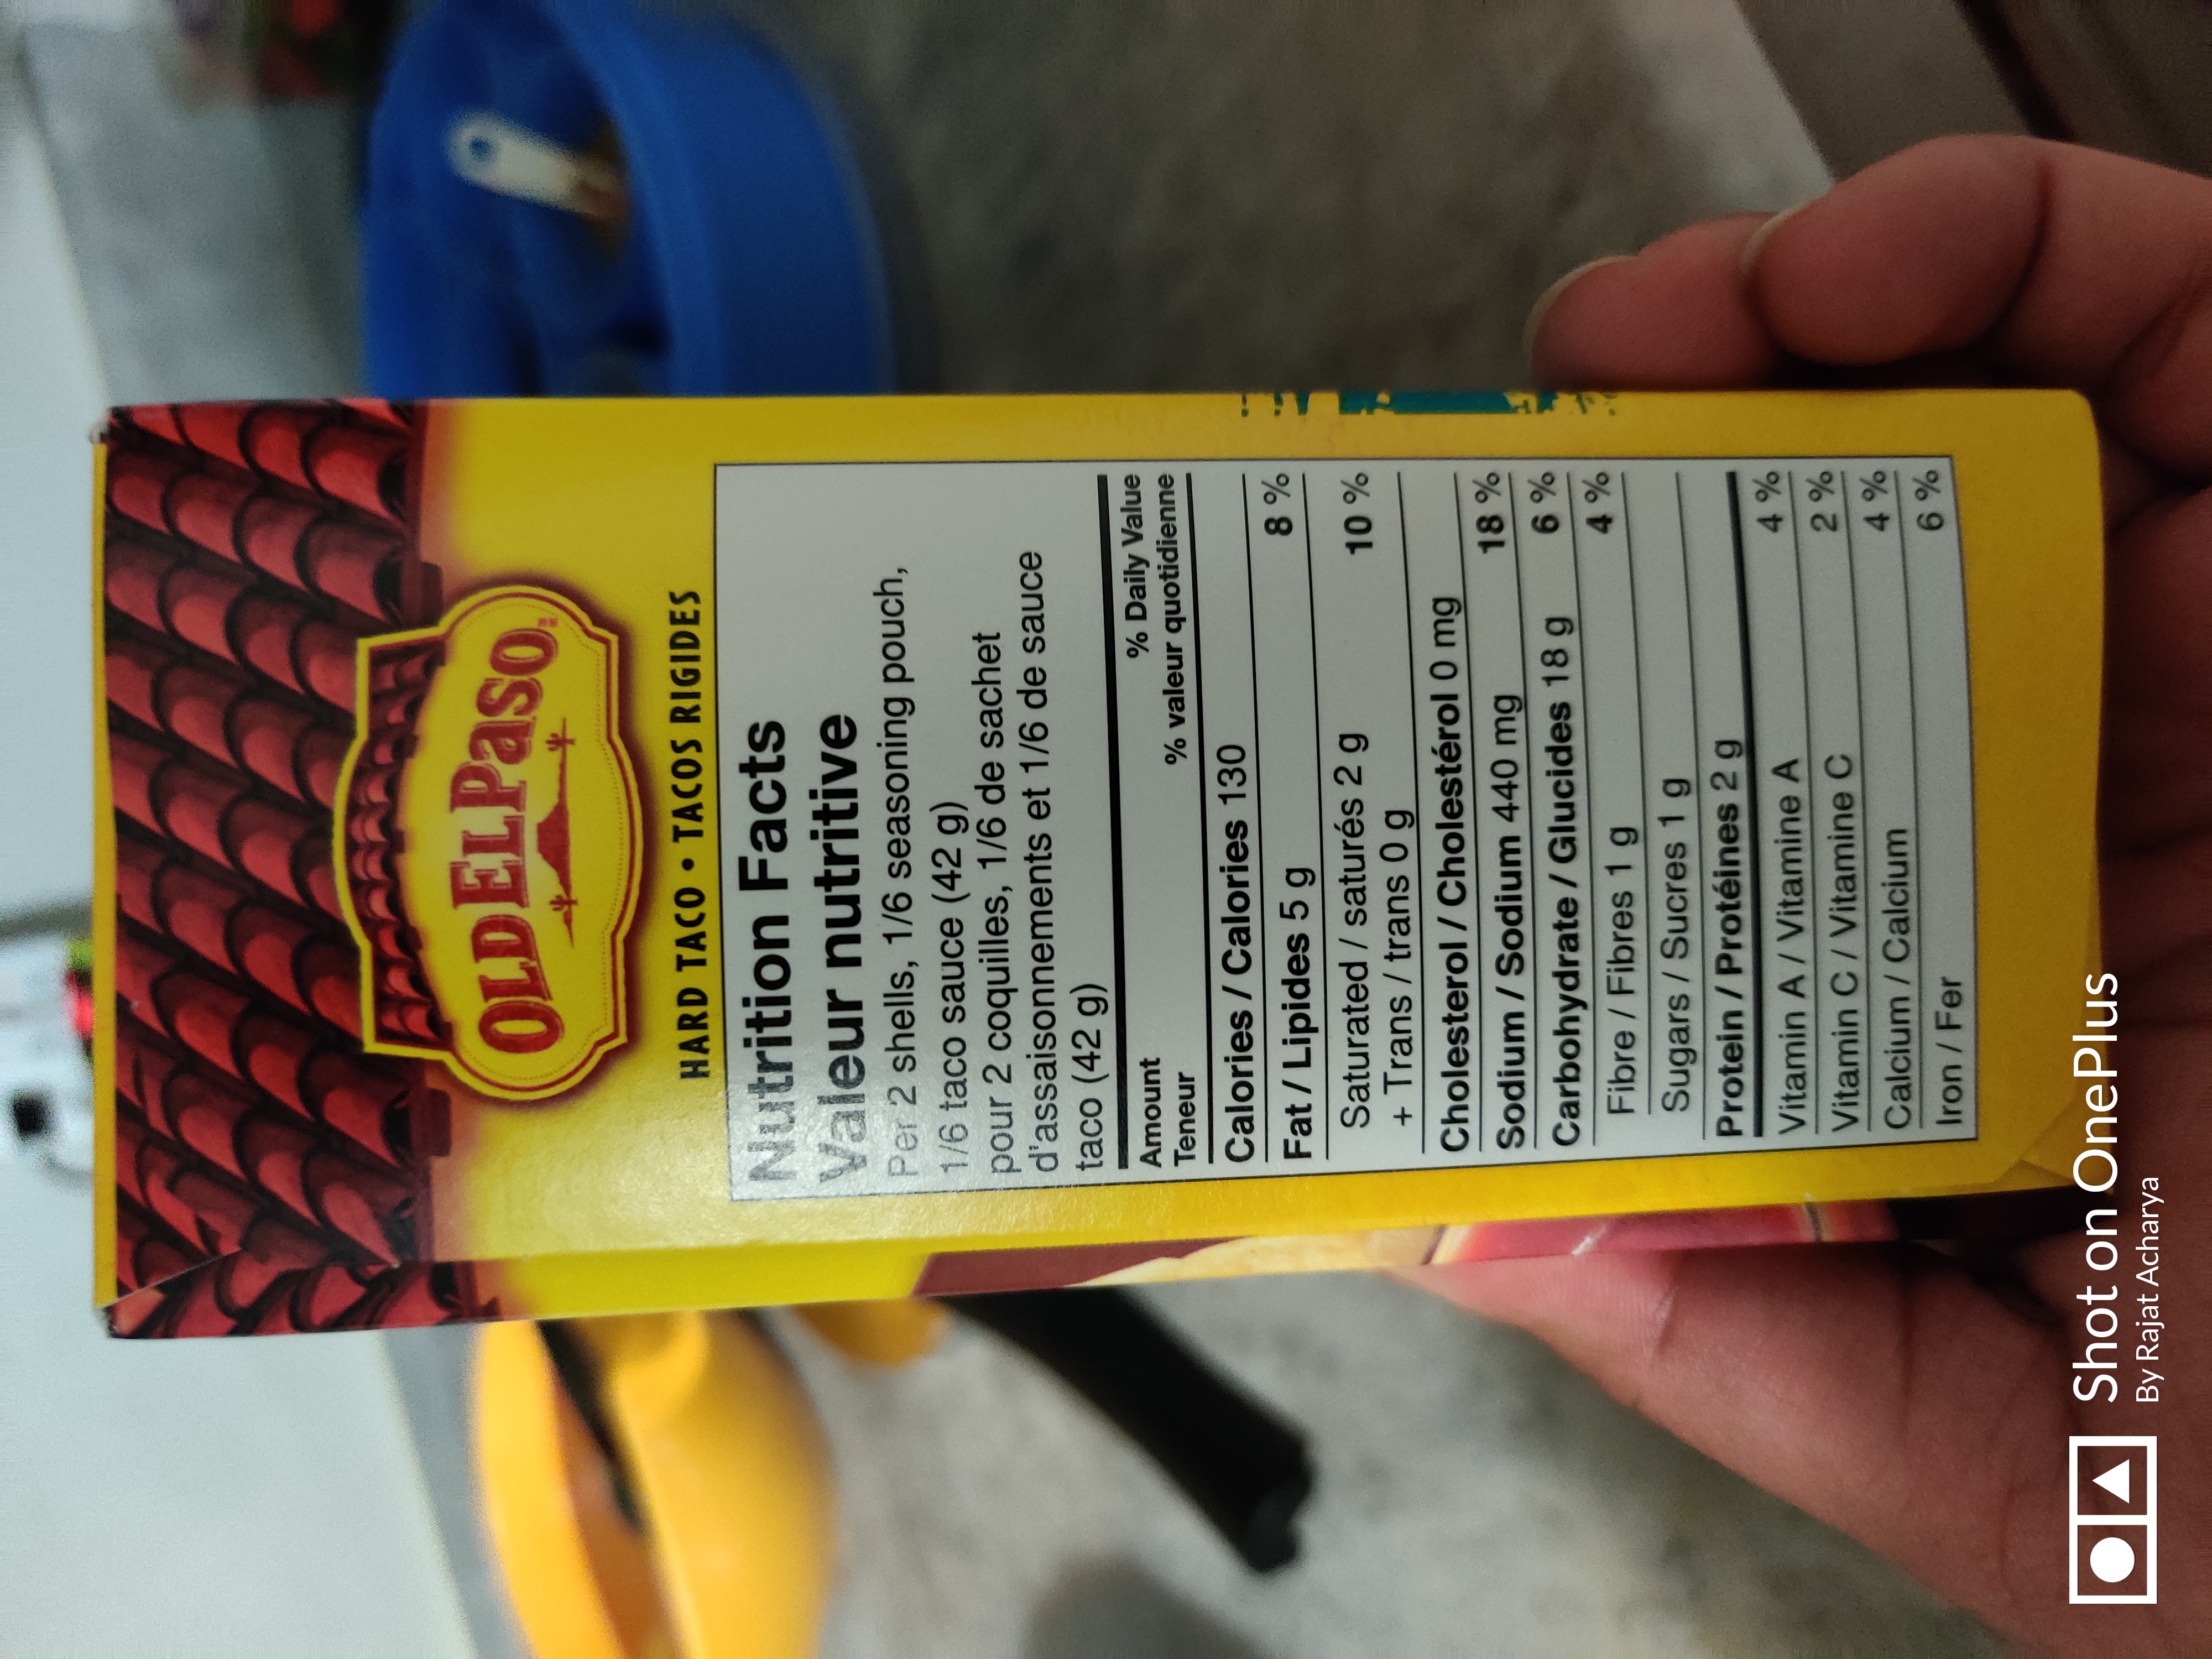 OLD EL PASO
HARD TACO • TACOS RIGIDES
Nutrition Facts
Valeur nutritive
Per 2 shells, 1/6 seasoning pouch,
1/6 taco sauce (42 g)
pour 2 coquilles, 1/6 de sachet
d'assaisonnements et 1/6 de sauce
taco (42 g)
Amount % Daily Value
Teneur % valeur quotidienne
Calories / Calories 130
Fat / Lipides 5 g 8 %
Saturated / saturés 2 g 10 %
+ Trans / trans 0 g
Cholesterol / Cholestérol 0 mg
Sodium / Sodium 440 mg 18 %
Carbohydrate / Glucides 18 g 6 %
Fibre / Fibres 1 g 4 %
Sugars / Sucres 1 g
Protein / Protéines 2 g
Vitamin A / Vitamine A 4 %
Vitamin C / Vitamine C 2 %
Calcium / Calcium 4 %
Iron / Fer 6 %
Shot on OnePlus
By Rajat Acharya